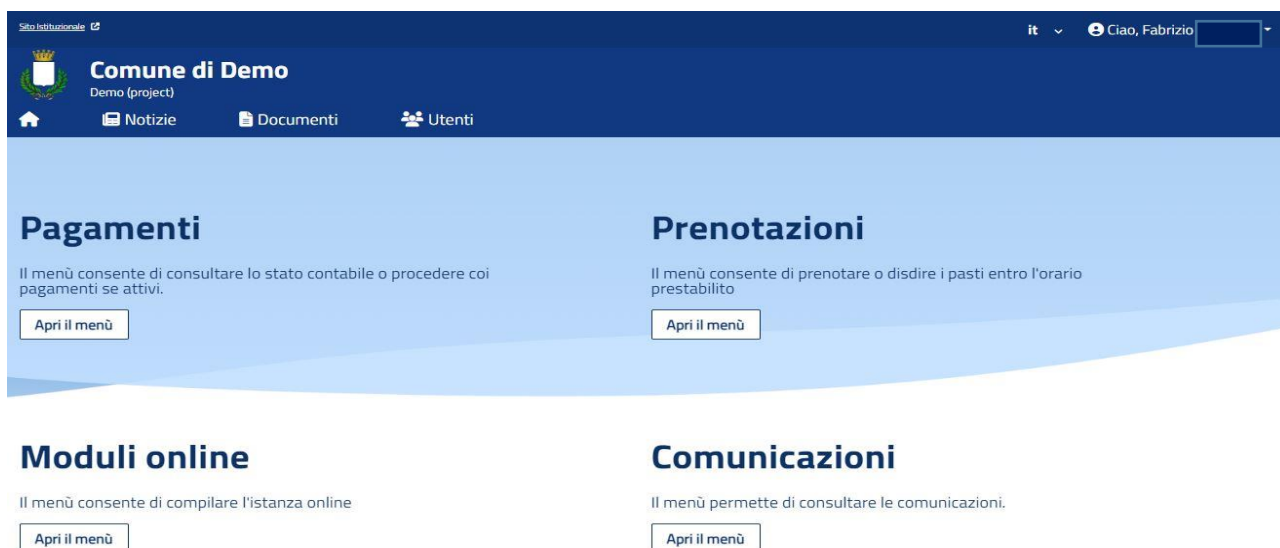 Sito Istituzionale
it
Ciao, Fabrizio
Comune di Demo
Demo (project)
Notizie
Documenti
Utenti
Pagamenti
Il menù consente di consultare lo stato contabile o procedere coi
pagamenti se attivi.
Apri il menù
Prenotazioni
Il menù consente di prenotare o disdire i pasti entro l'orario
prestabilito
Apri il menù
Moduli online
Il menù consente di compilare l'istanza online
Apri il menù
Comunicazioni
Il menù permette di consultare le comunicazioni.
Apri il menù